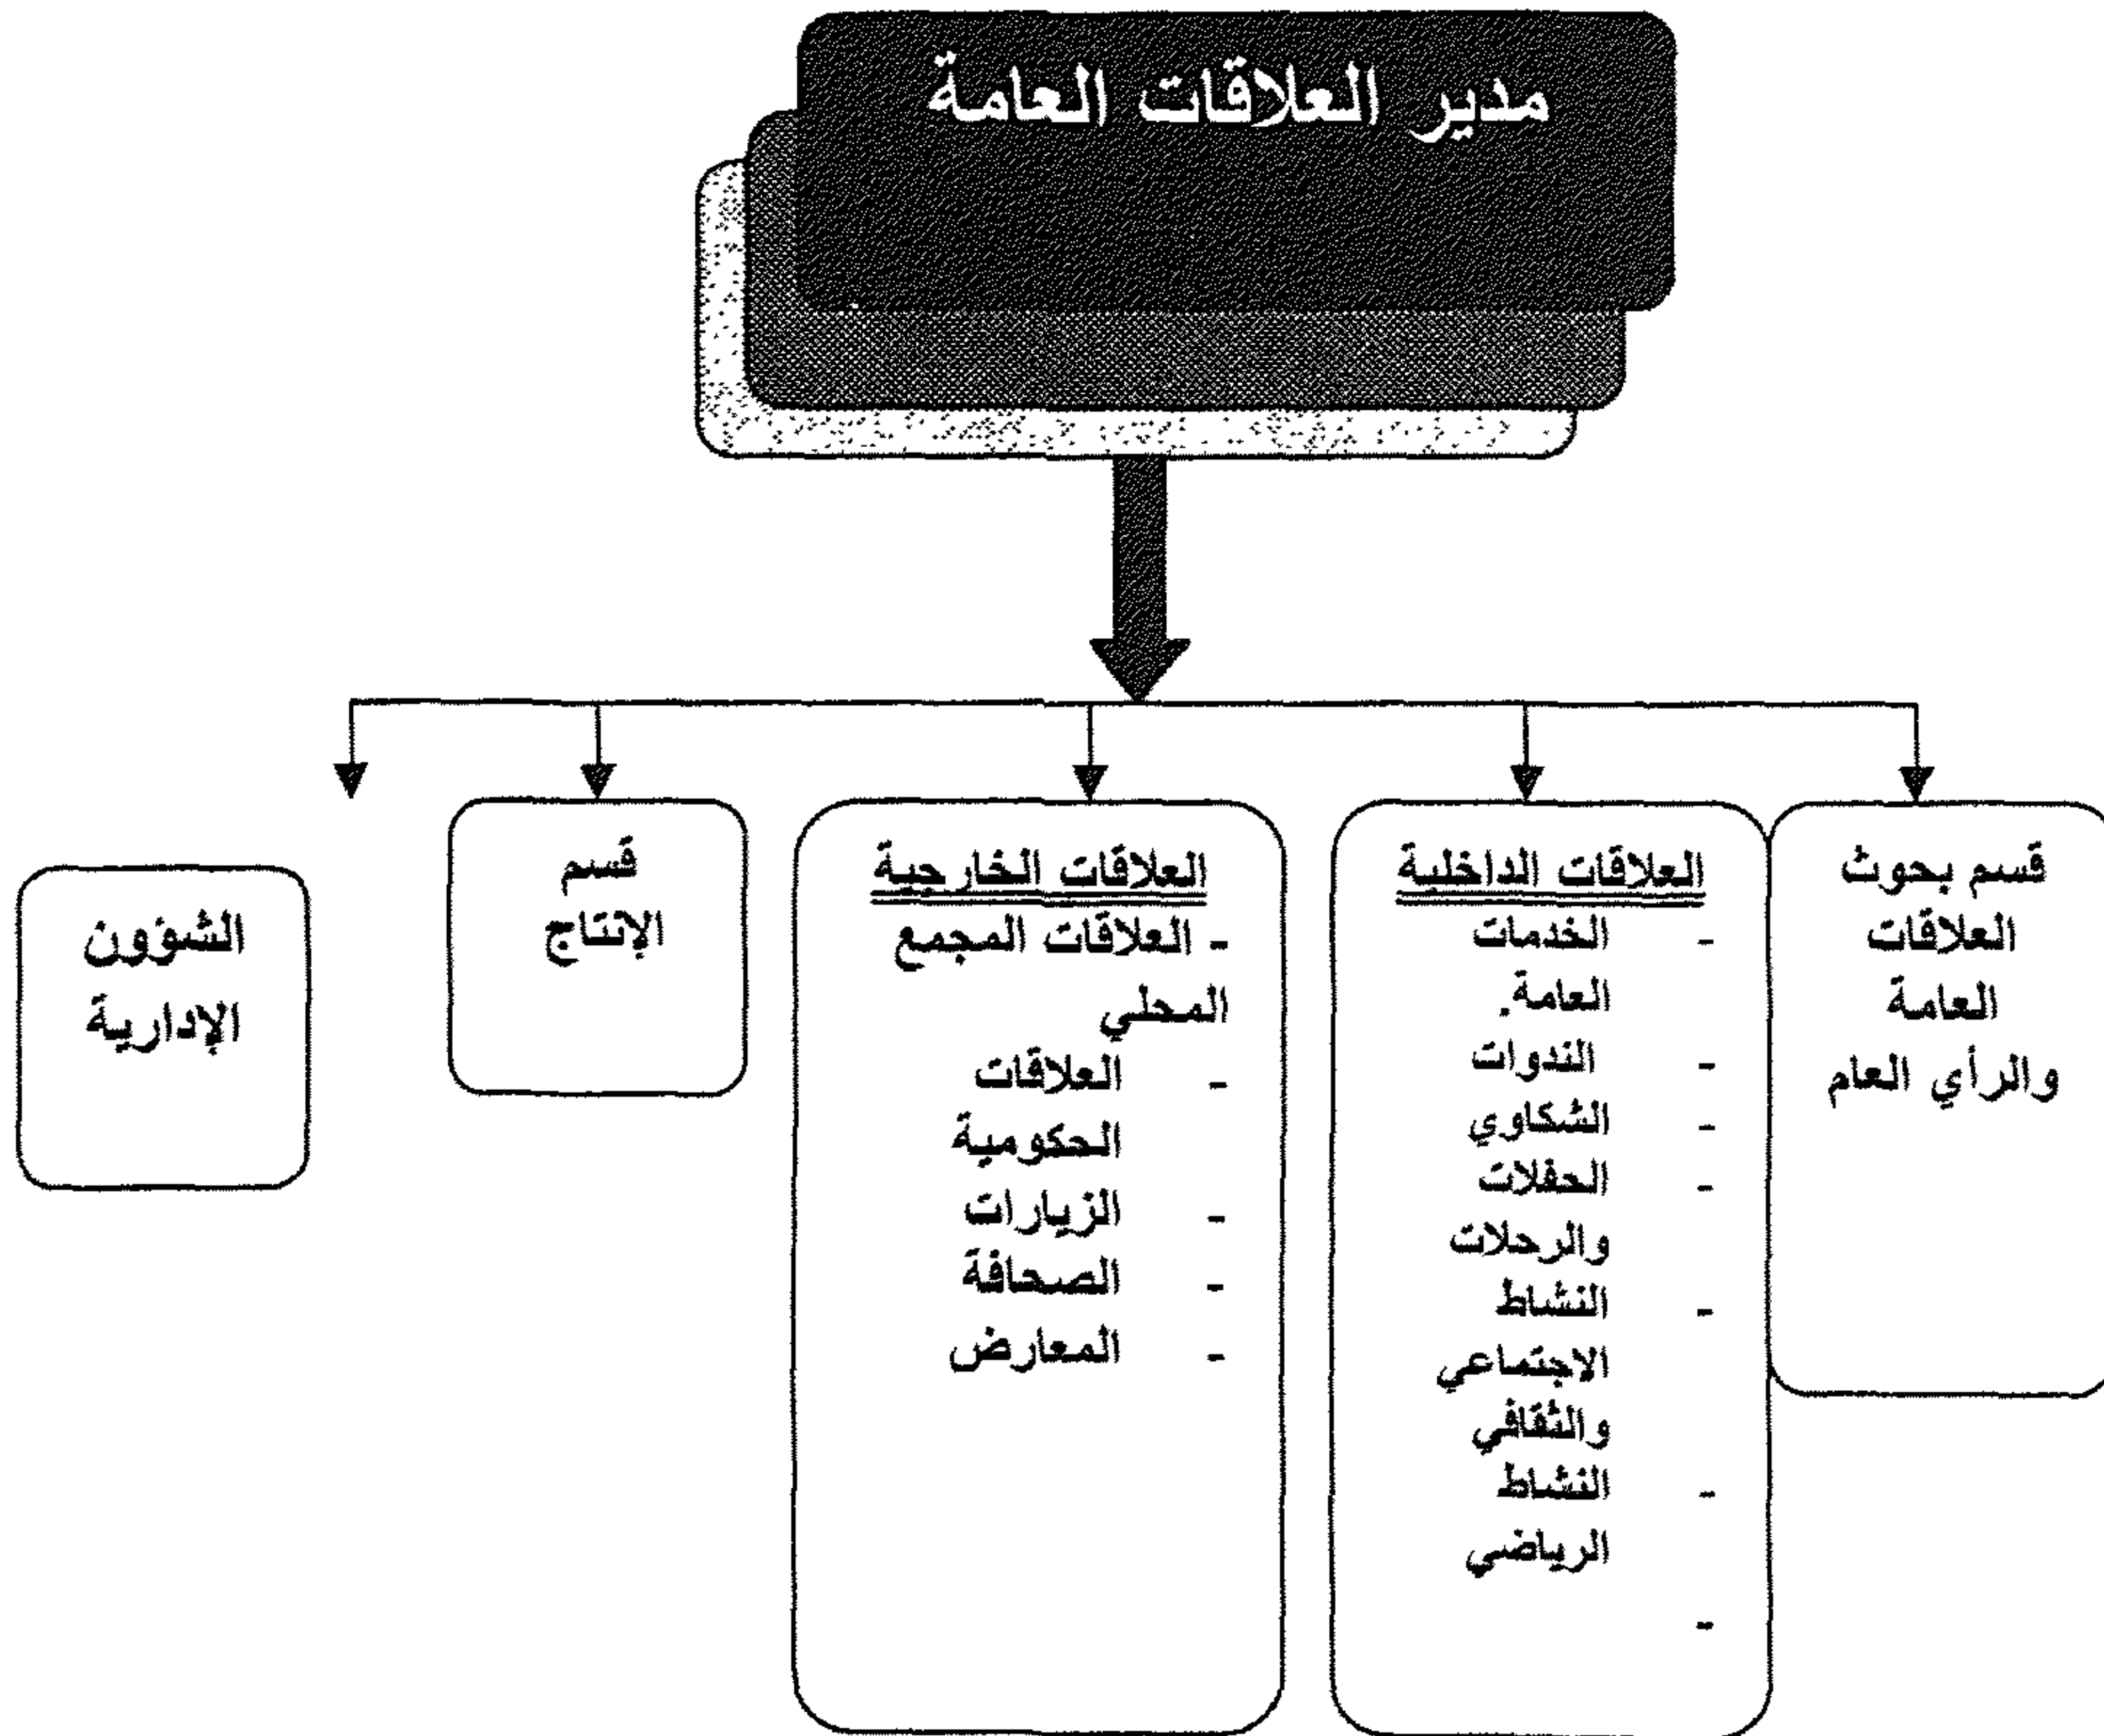 مدير العلاقات العامة
قسم بحوث
العلاقات
العامة
والرأي العام
العلاقات الداخلية
- الخدمات
العامة.
- الندوات
- الشكاوي
- الحفلات
والرحلات
- النشاط
الاجتماعي
والثقافي
- النشاط
الرياضي
-
العلاقات الخارجية
- العلاقات المجمع
المحلي
- العلاقات
الحكومية
- الزيارات
- الصحافة
- المعارض
قسم
الإنتاج
الشؤون
الإدارية